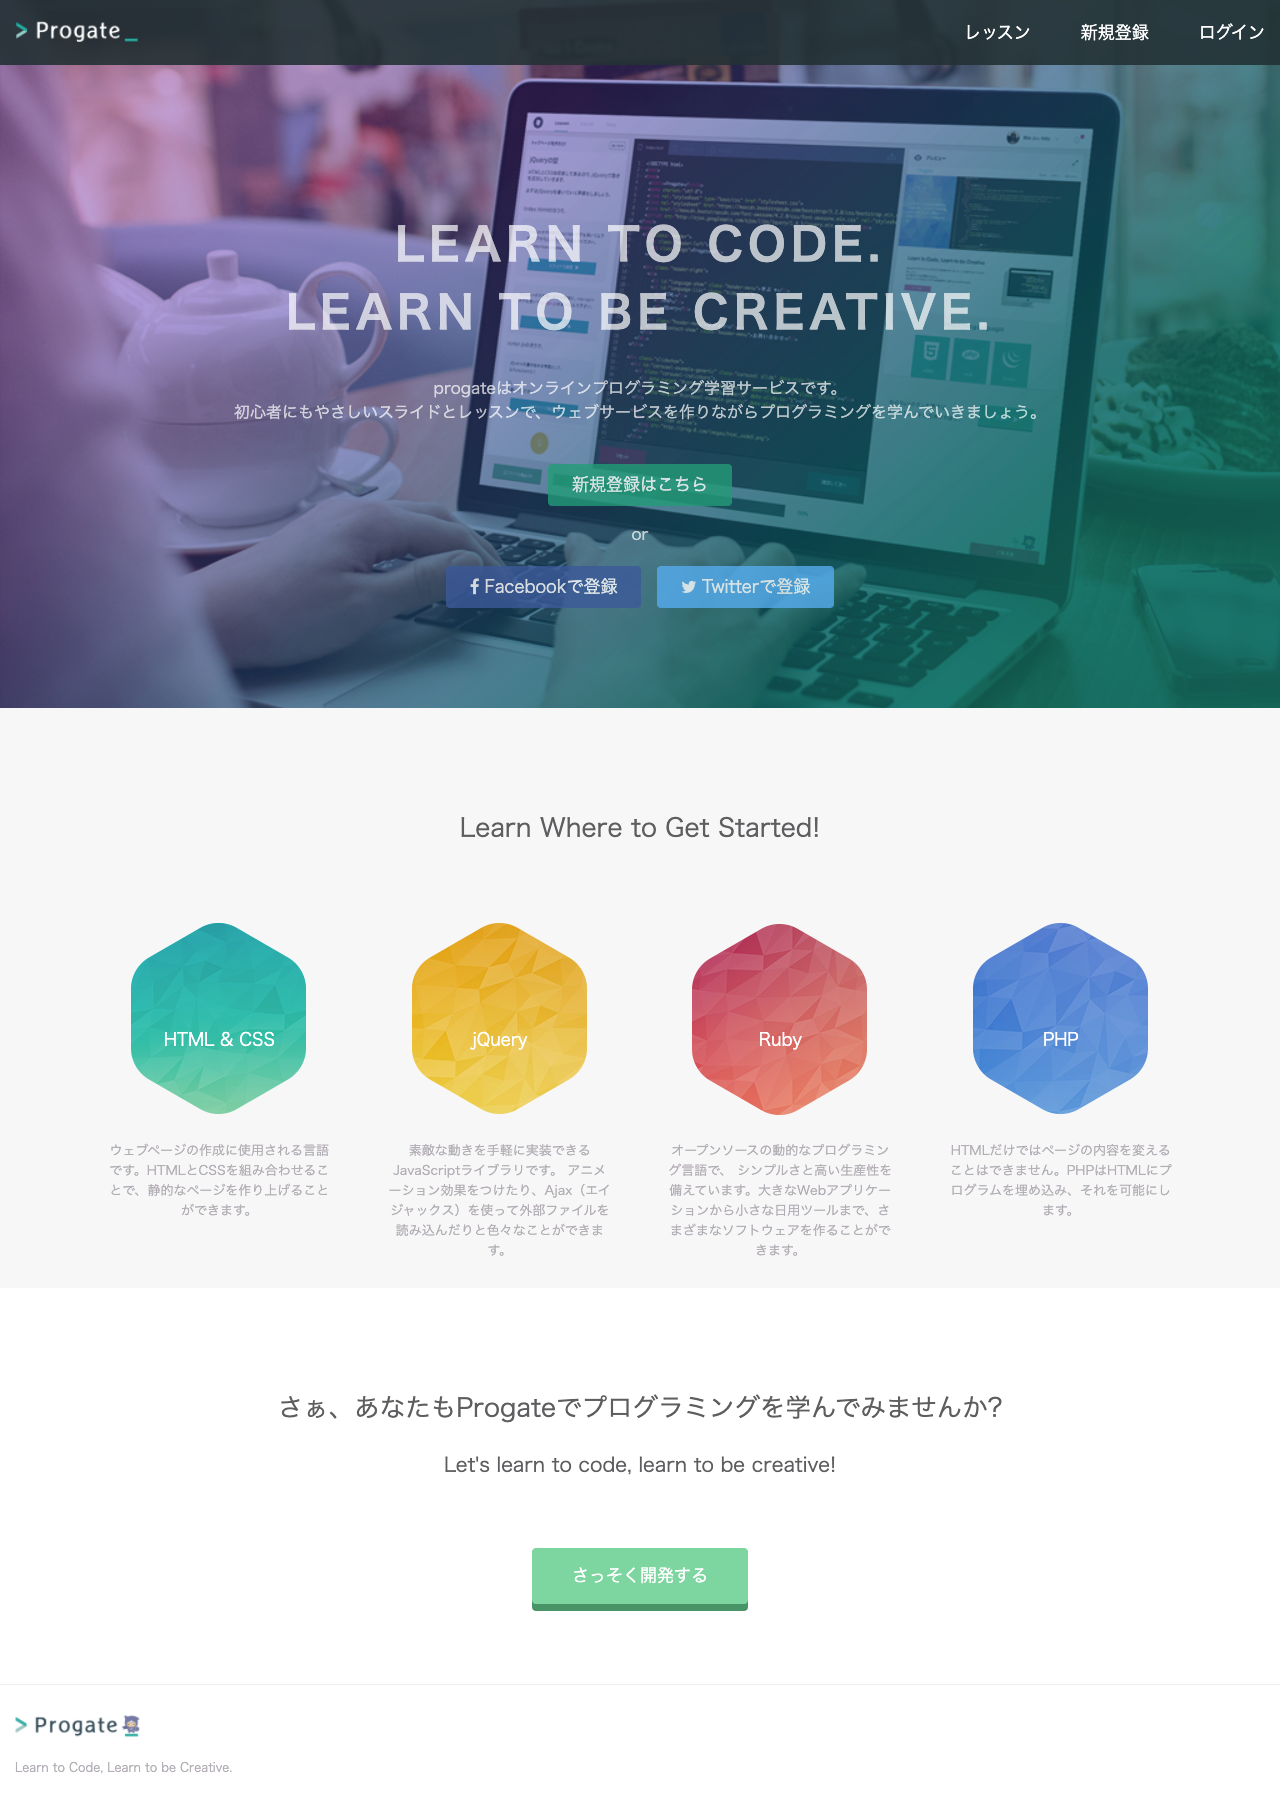 > Progate_
レッスン 新規登録 ログイン
LEARN TO CODE.
LEARN TO BE CREATIVE.
progateはオンラインプログラミング学習サービスです。
初心者にもやさしいスライドとレッスンで、ウェブサービスを作りながらプログラミングを学んでいきましょう。
新規登録はこちら
or
Facebookで登録
Twitterで登録
Learn Where to Get Started!
HTML & CSS
ウェブページの作成に使用される言語
です。HTMLとCSSを組み合わせるこ
とで、静的なページを作り上げること
ができます。
jQuery
素敵な動きを手軽に実装できる
JavaScriptライブラリです。 アニメ
ーション効果をつけたり、Ajax（エイ
ジャックス）を使って外部ファイルを
読み込んだりと色々なことができま
す。
Ruby
オープンソースの動的なプログラミン
グ言語で、 シンプルさと高い生産性を
備えています。大きなWebアプリケー
ションから小さな日用ツールまで、さ
まざまなソフトウェアを作ることがで
きます。
PHP
HTMLだけではページの内容を変える
ことはできません。PHPはHTMLにプ
ログラムを埋め込み、それを可能にし
ます。
さぁ、あなたもProgateでプログラミングを学んでみませんか?
Let's learn to code, learn to be creative!
さっそく開発する
> Progate
Learn to Code, Learn to be Creative.